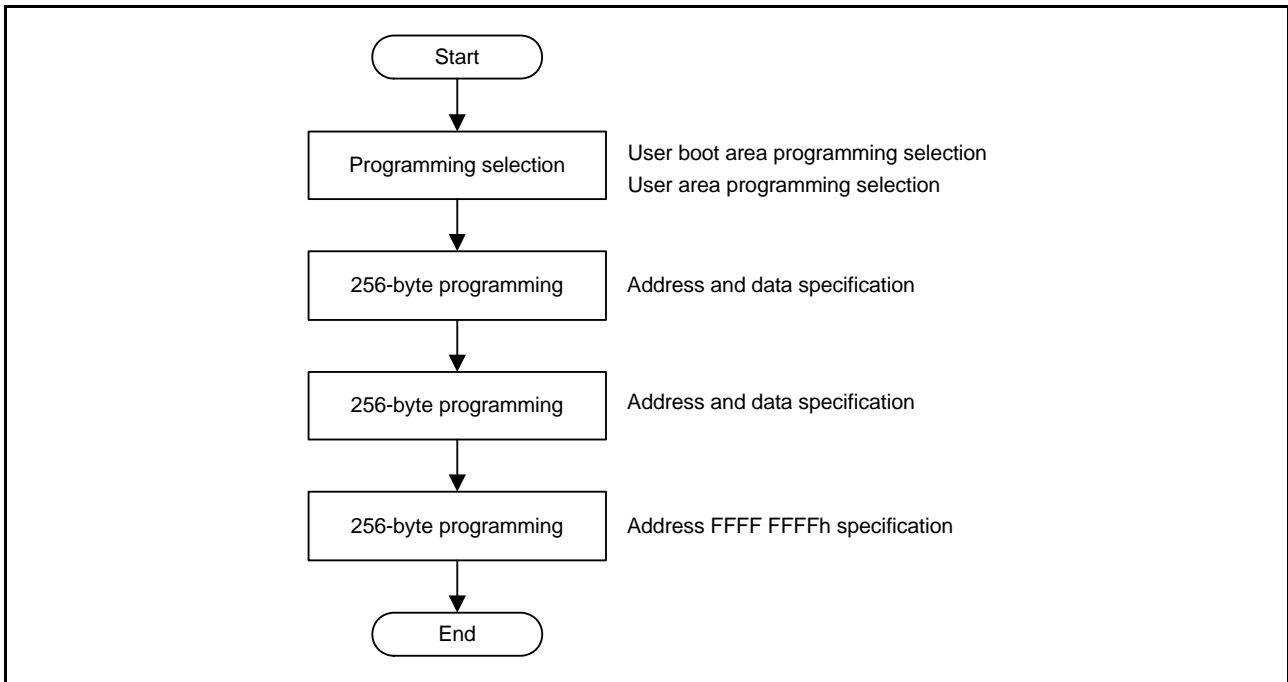 Start
Programming selection
User boot area programming selection
User area programming selection
256-byte programming
Address and data specification
256-byte programming
Address and data specification
256-byte programming
Address FFFF FFFFh specification
End